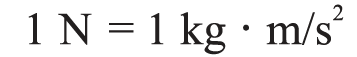 1 N = 1 kg · m/s²